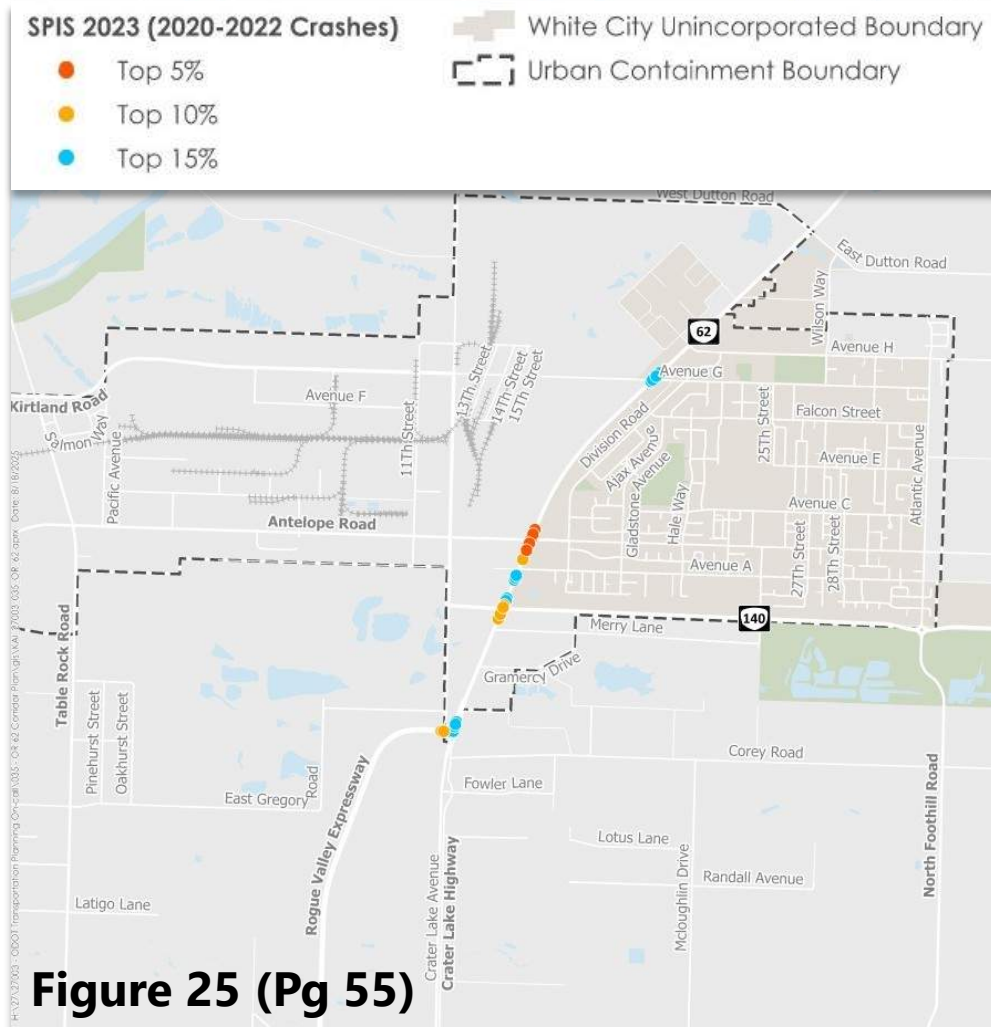 SPIS 2023 (2020-2022 Crashes)
Top 5%
Top 10%
Top 15%
White City Unincorporated Boundary
Urban Containment Boundary
West Dutton Road
East Dutton Road
Wilson Way
62
Avenue H
Avenue G
Kirtland Road
Avenue F
13Th Street
14Th Street
15Th Street
Falcon Street
25Th Street
Salmon Way
Pacific Avenue
11Th Street
Division Road
Ajax Avenue
Gladstone Avenue
Hale Way
Avenue E
Atlantic Avenue
Avenue C
Antelope Road
Avenue A
27Th Street
28Th Street
140
Merry Lane
Table Rock Road
Gramercy Drive
Pinehurst Street
Oakhurst Street
East Gregory Road
Corey Road
Fowler Lane
Rogue Valley Expressway
Crater Lake Avenue
Crater Lake Highway
Lotus Lane
Mcloughlin Drive
Randall Avenue
North Foothill Road
Latigo Lane
Figure 25 (Pg 55)